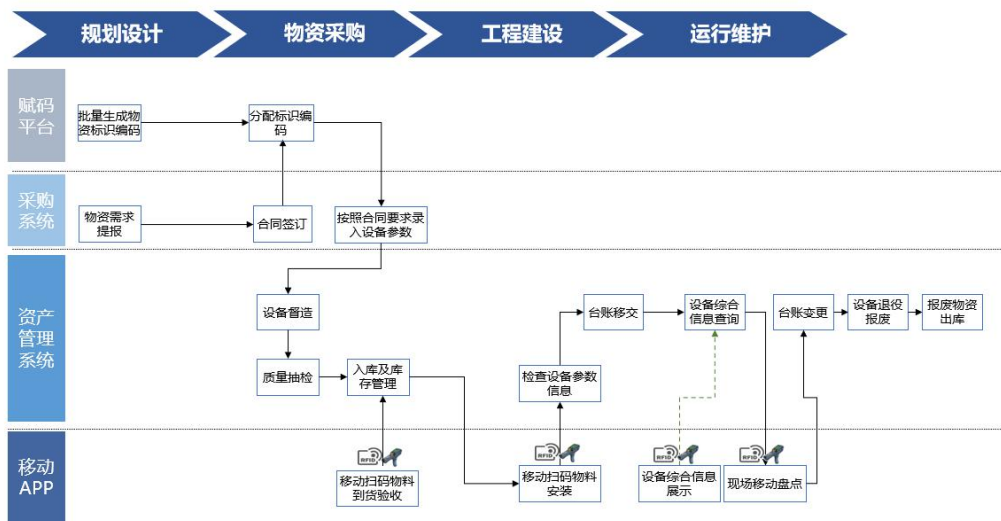 规划设计
物资采购
工程建设
运行维护
赋码
平台
批量生成物
资标识编码
分配标识编
码
采购
系统
物资需求
提报
合同签订
按照合同要求录
入设备参数
资产
管理
系统
设备督造
台账移交
设备综合
信息查询
台账变更
设备退役
报废
报废物资
出库
质量抽检
入库及库
存管理
检查设备参数
信息
移动
APP
RFID
移动扫码物料
到货验收
RFID
移动扫码物料
安装
RFID
设备综合信息
展示
RFID
现场移动盘点